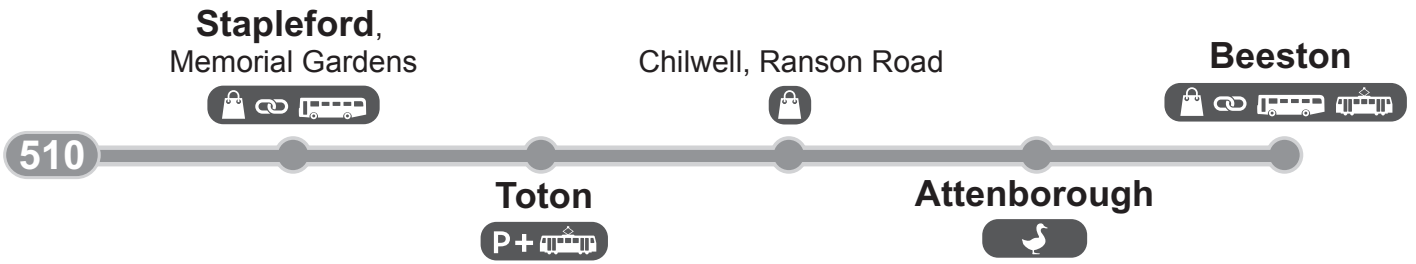 Stapleford,
Memorial Gardens
Chilwell, Ranson Road
Beeston
510
Toton
P+
Attenborough